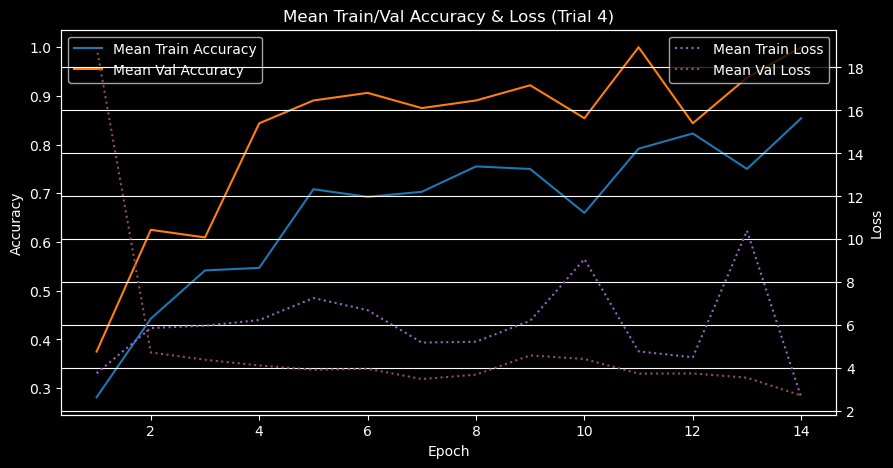 Mean Train/Val Accuracy & Loss (Trial 4)
Mean Train Accuracy
Mean Val Accuracy
Mean Train Loss
Mean Val Loss
Accuracy
1.0
0.9
0.8
0.7
0.6
0.5
0.4
0.3
18
16
14
12
10
8
6
4
2
Loss
2 4 6 8 10 12 14
Epoch